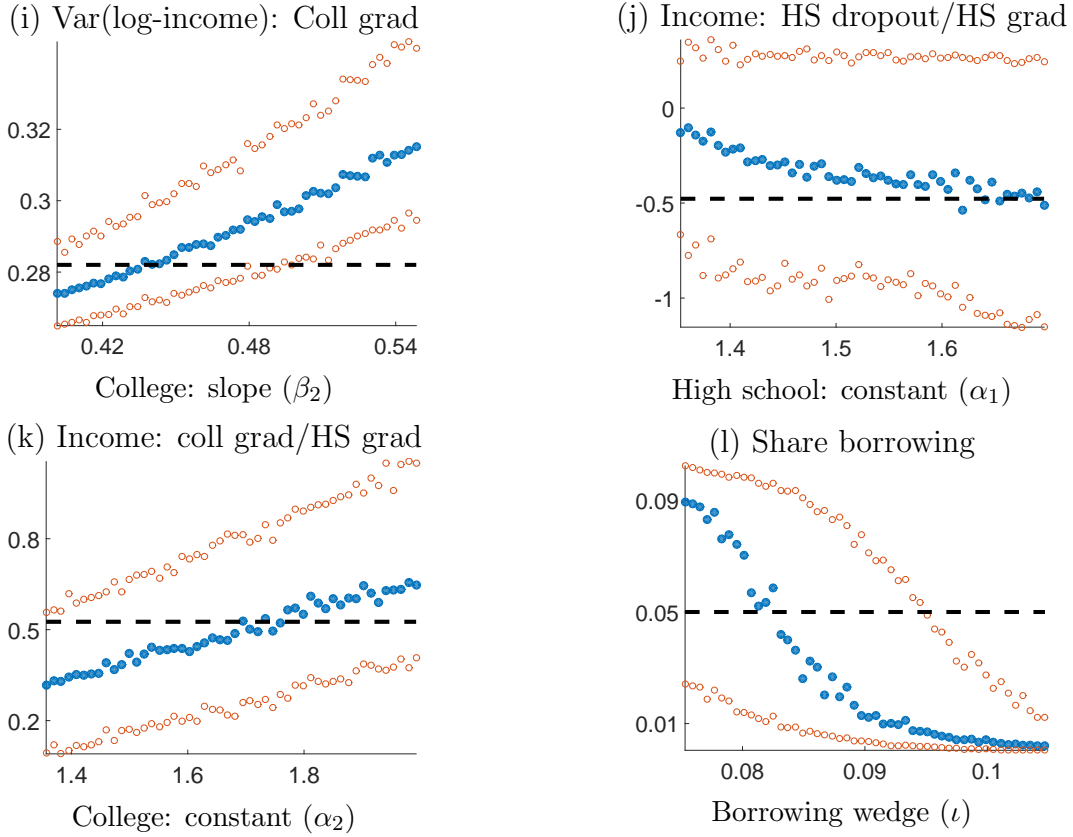 (i) Var(log-income): Coll grad
0.32
0.3
0.28
0.42 0.48 0.54
College: slope (β₂)
(j) Income: HS dropout/HS grad
0
-0.5
-1
1.4 1.5 1.6
High school: constant (α₁)
(k) Income: coll grad/HS grad
0.8
0.5
0.2
1.4 1.6 1.8
College: constant (α₂)
(l) Share borrowing
0.09
0.05
0.01
0.08 0.09 0.1
Borrowing wedge (ι)